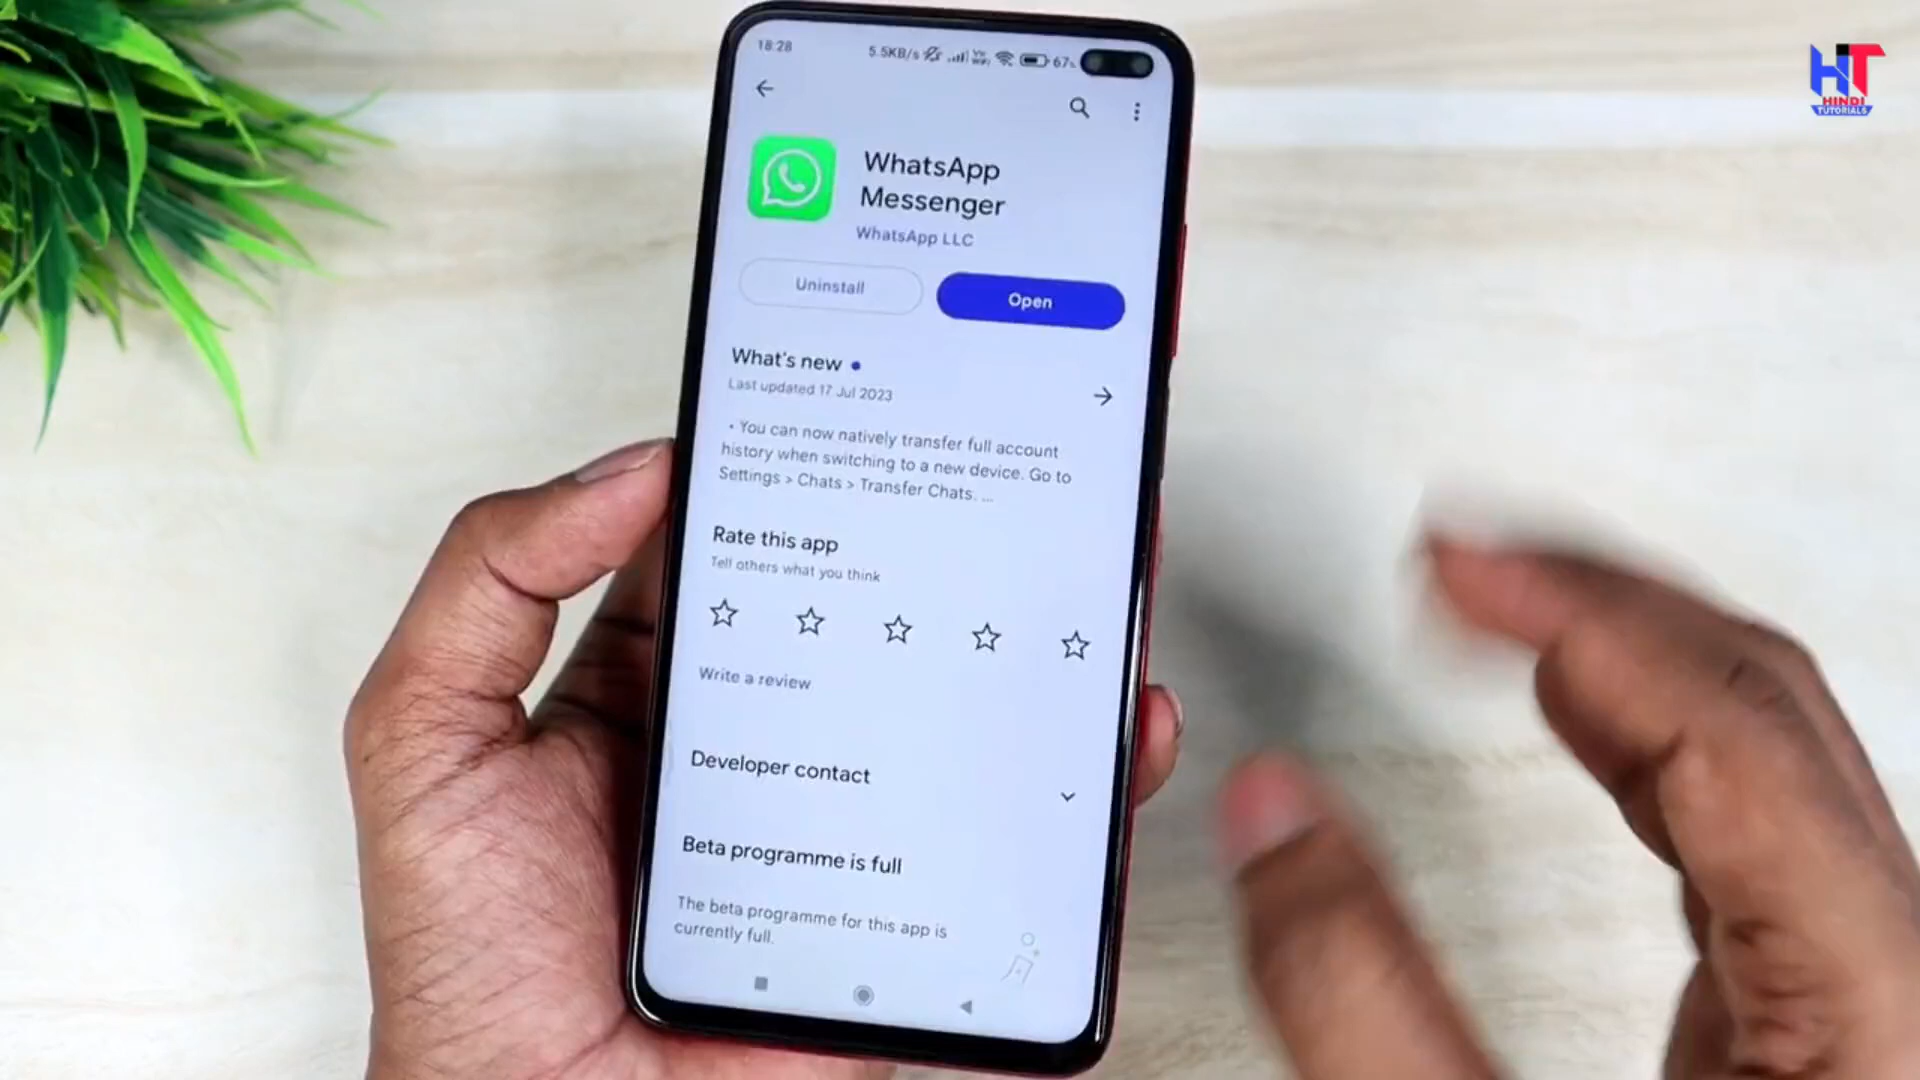 18:28
5.5KB/s
67%
HT
HINDI
TUTORIALS
WhatsApp
Messenger
WhatsApp LLC
Uninstall
Open
What's new
Last updated 17 Jul 2023
• You can now natively transfer full account
history when switching to a new device. Go to
Settings > Chats > Transfer Chats. ...
Rate this app
Tell others what you think
Write a review
Developer contact
Beta programme is full
The beta programme for this app is
currently full.